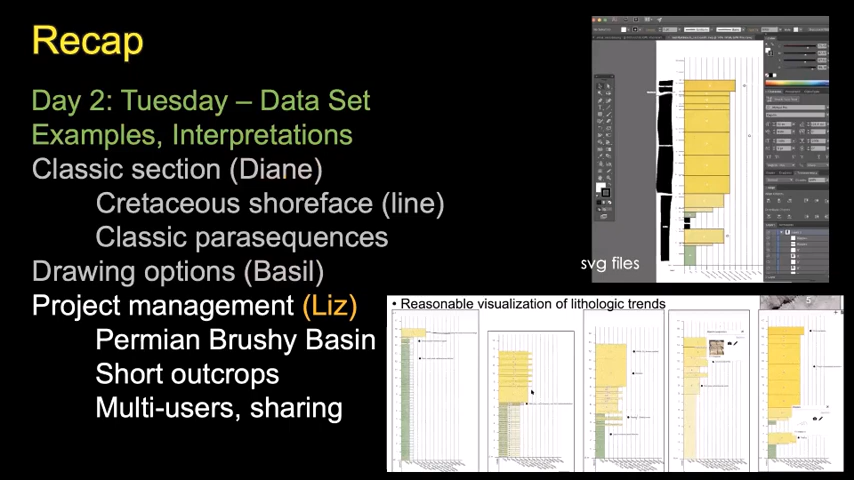 Recap
Day 2: Tuesday – Data Set
Examples, Interpretations
Classic section (Diane)
Cretaceous shoreface (line)
Classic parasequences
Drawing options (Basil)
Project management (Liz)
Permian Brushy Basin
Short outcrops
Multi-users, sharing
svg files
• Reasonable visualization of lithologic trends
5